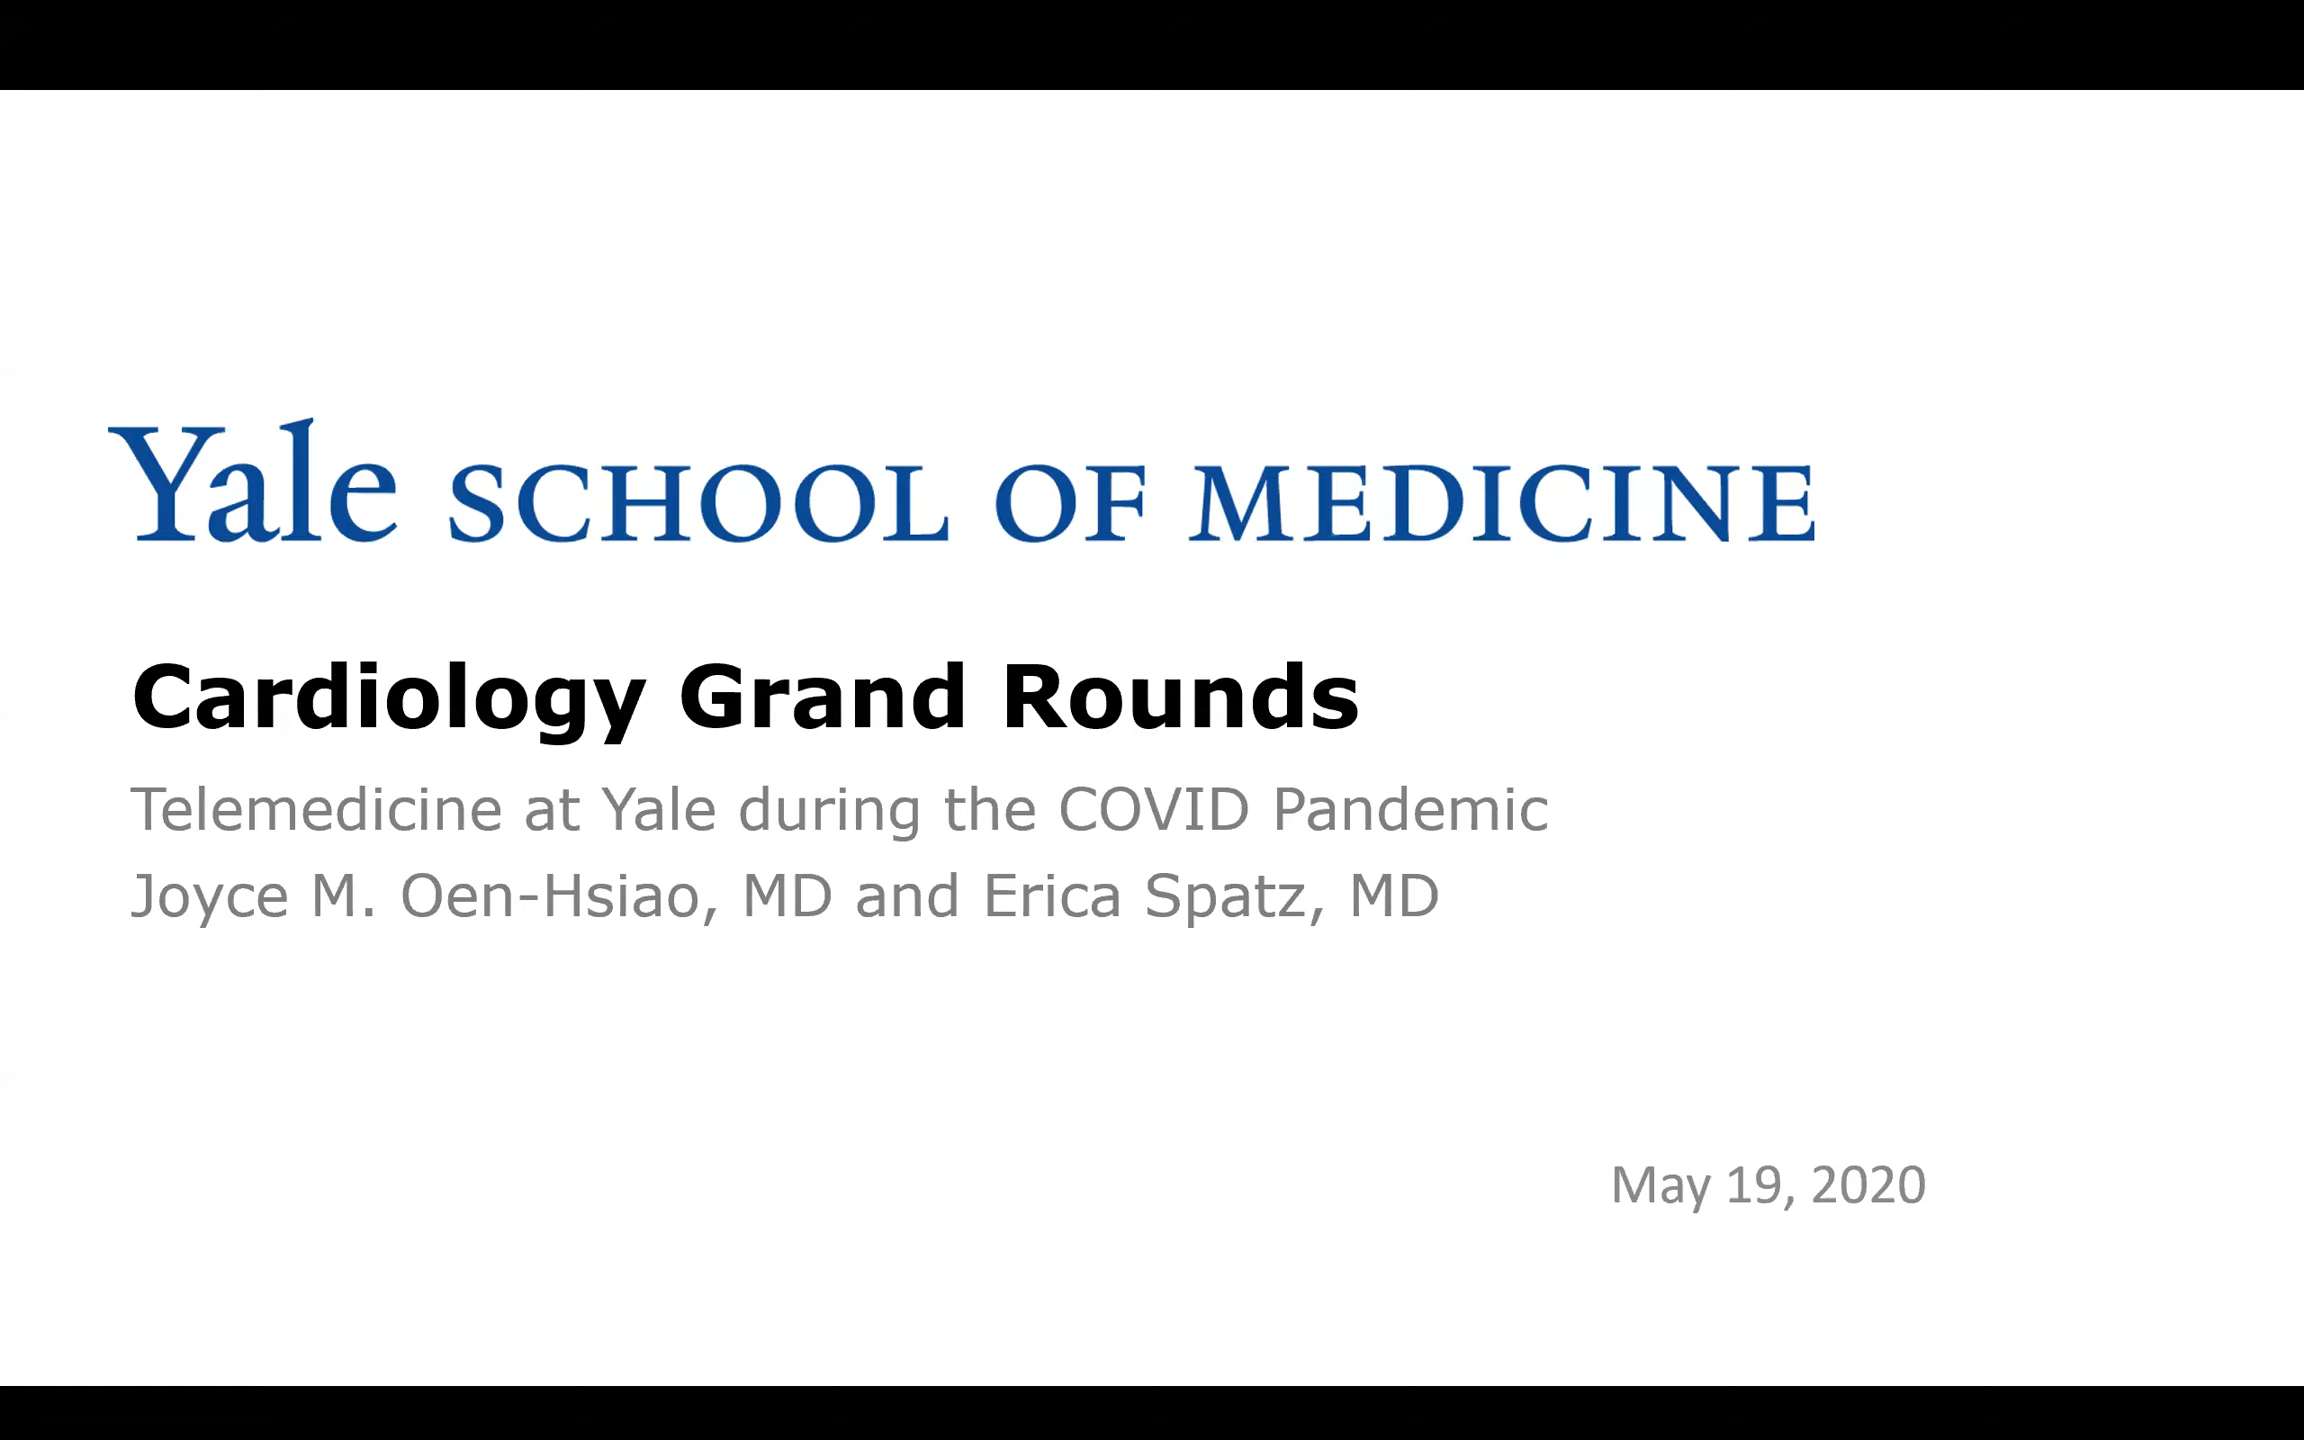 Yale SCHOOL OF MEDICINE
Cardiology Grand Rounds
Telemedicine at Yale during the COVID Pandemic
Joyce M. Oen-Hsiao, MD and Erica Spatz, MD
May 19, 2020